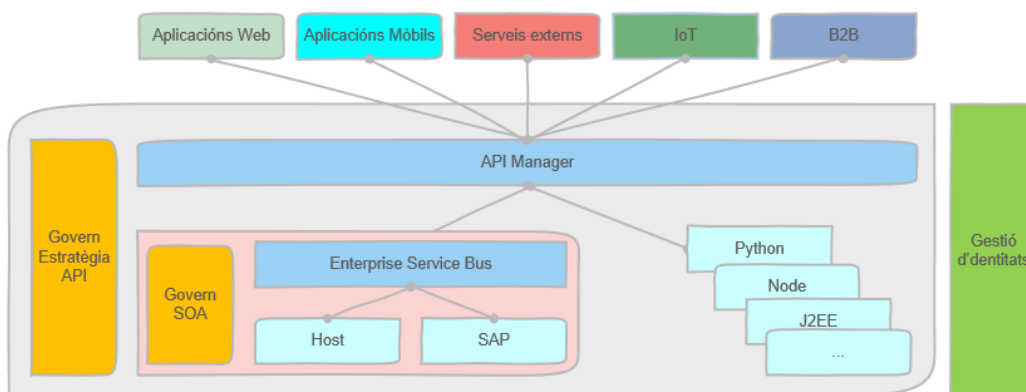 Aplicacións Web
Aplicacións Mòbils
Serveis externs
IoT
B2B
API Manager
Govern
Estratègia
API
Govern
SOA
Enterprise Service Bus
Host
SAP
Python
Node
J2EE
...
Gestió
d'dentitats